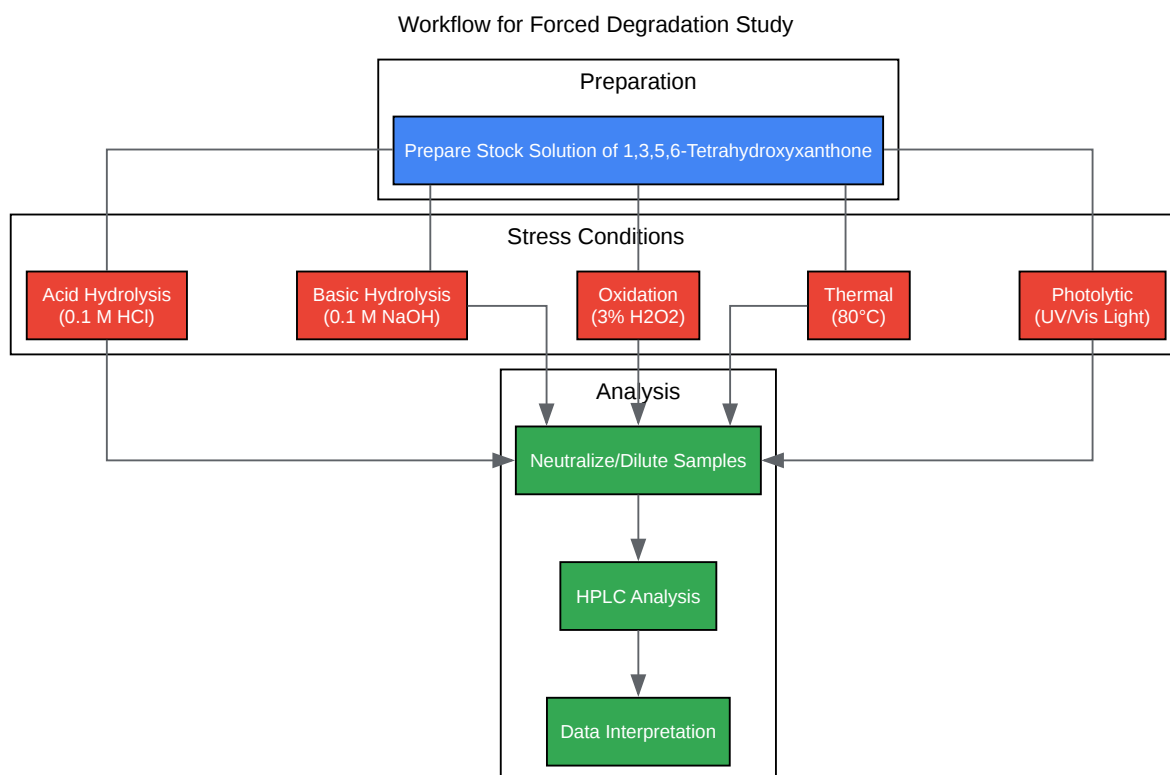 Workflow for Forced Degradation Study
Preparation
Prepare Stock Solution of 1,3,5,6-Tetrahydroxyxanthone
Stress Conditions
Acid Hydrolysis
(0.1 M HCl)
Basic Hydrolysis
(0.1 M NaOH)
Oxidation
(3% H2O2)
Thermal
(80°C)
Photolytic
(UV/Vis Light)
Analysis
Neutralize/Dilute Samples
HPLC Analysis
Data Interpretation